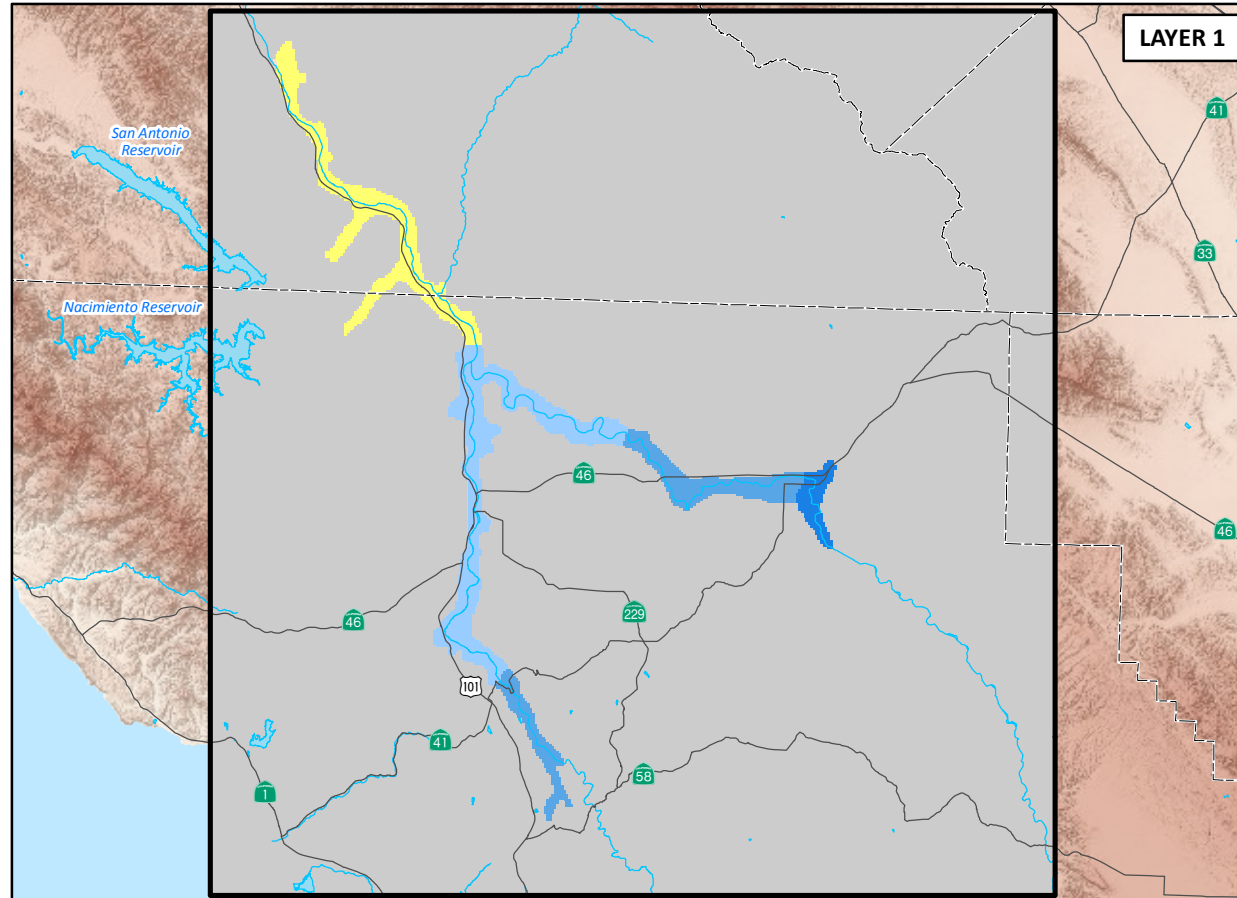 LAYER 1
41
San Antonio
Reservoir
33
Nacimiento Reservoir
46
46
229
46
101
41
58
1